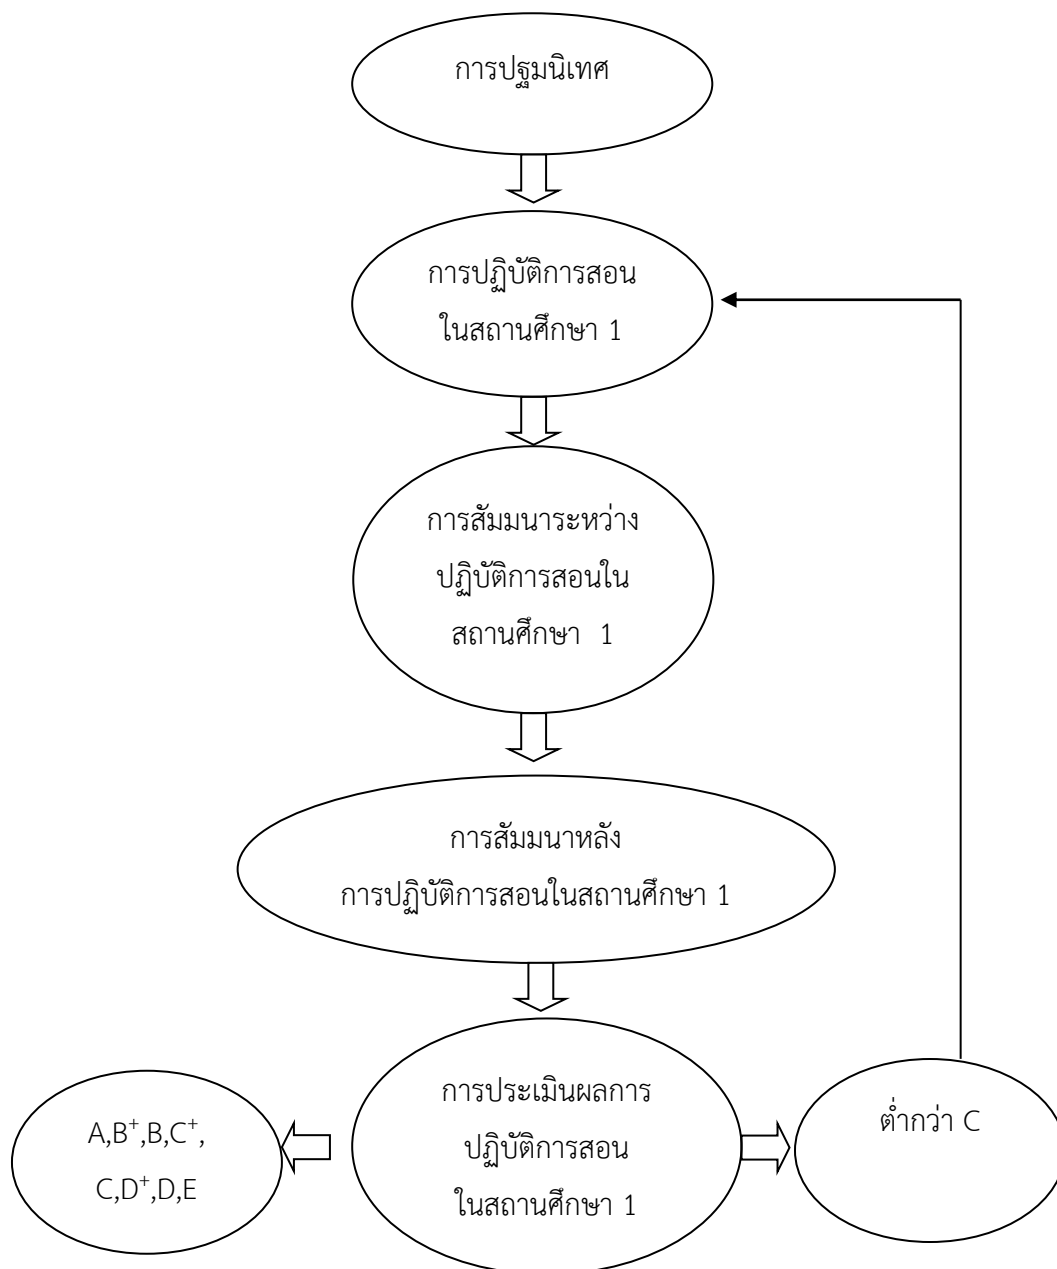 การปฐมนิเทศ
การปฏิบัติการสอน
ในสถานศึกษา 1
การสัมมนาระหว่าง
ปฏิบัติการสอนใน
สถานศึกษา 1
การสัมมนาหลัง
การปฏิบัติการสอนในสถานศึกษา 1
การประเมินผลการ
ปฏิบัติการสอน
ในสถานศึกษา 1
A,B⁺,B,C⁺,
C,D⁺,D,E
ต่ำกว่า C